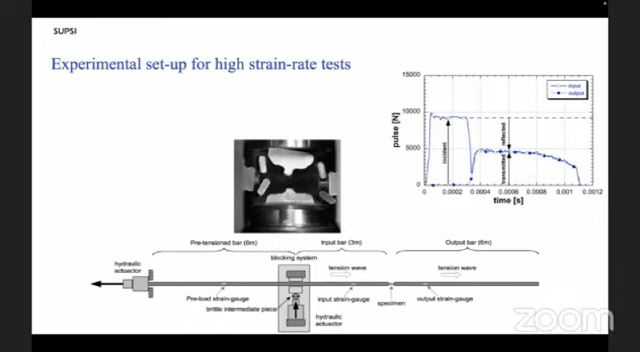 SUPSI
Experimental set-up for high strain-rate tests
15000
10000
5000
0
pulse [N]
input
output
incident
reflected
transmitted
0 0.0002 0.0004 0.0006 0.0008 0.001 0.0012
time [s]
Pre-tensioned bar (6m)
Input bar (3m)
Output bar (6m)
blocking system
hydraulic
actuactor
tension wave
tension wave
Pre-load strain-gauge
input strain-gauge
specimen
output strain-gauge
brittle intermediate piece
hydraulic
actuactor
zoom